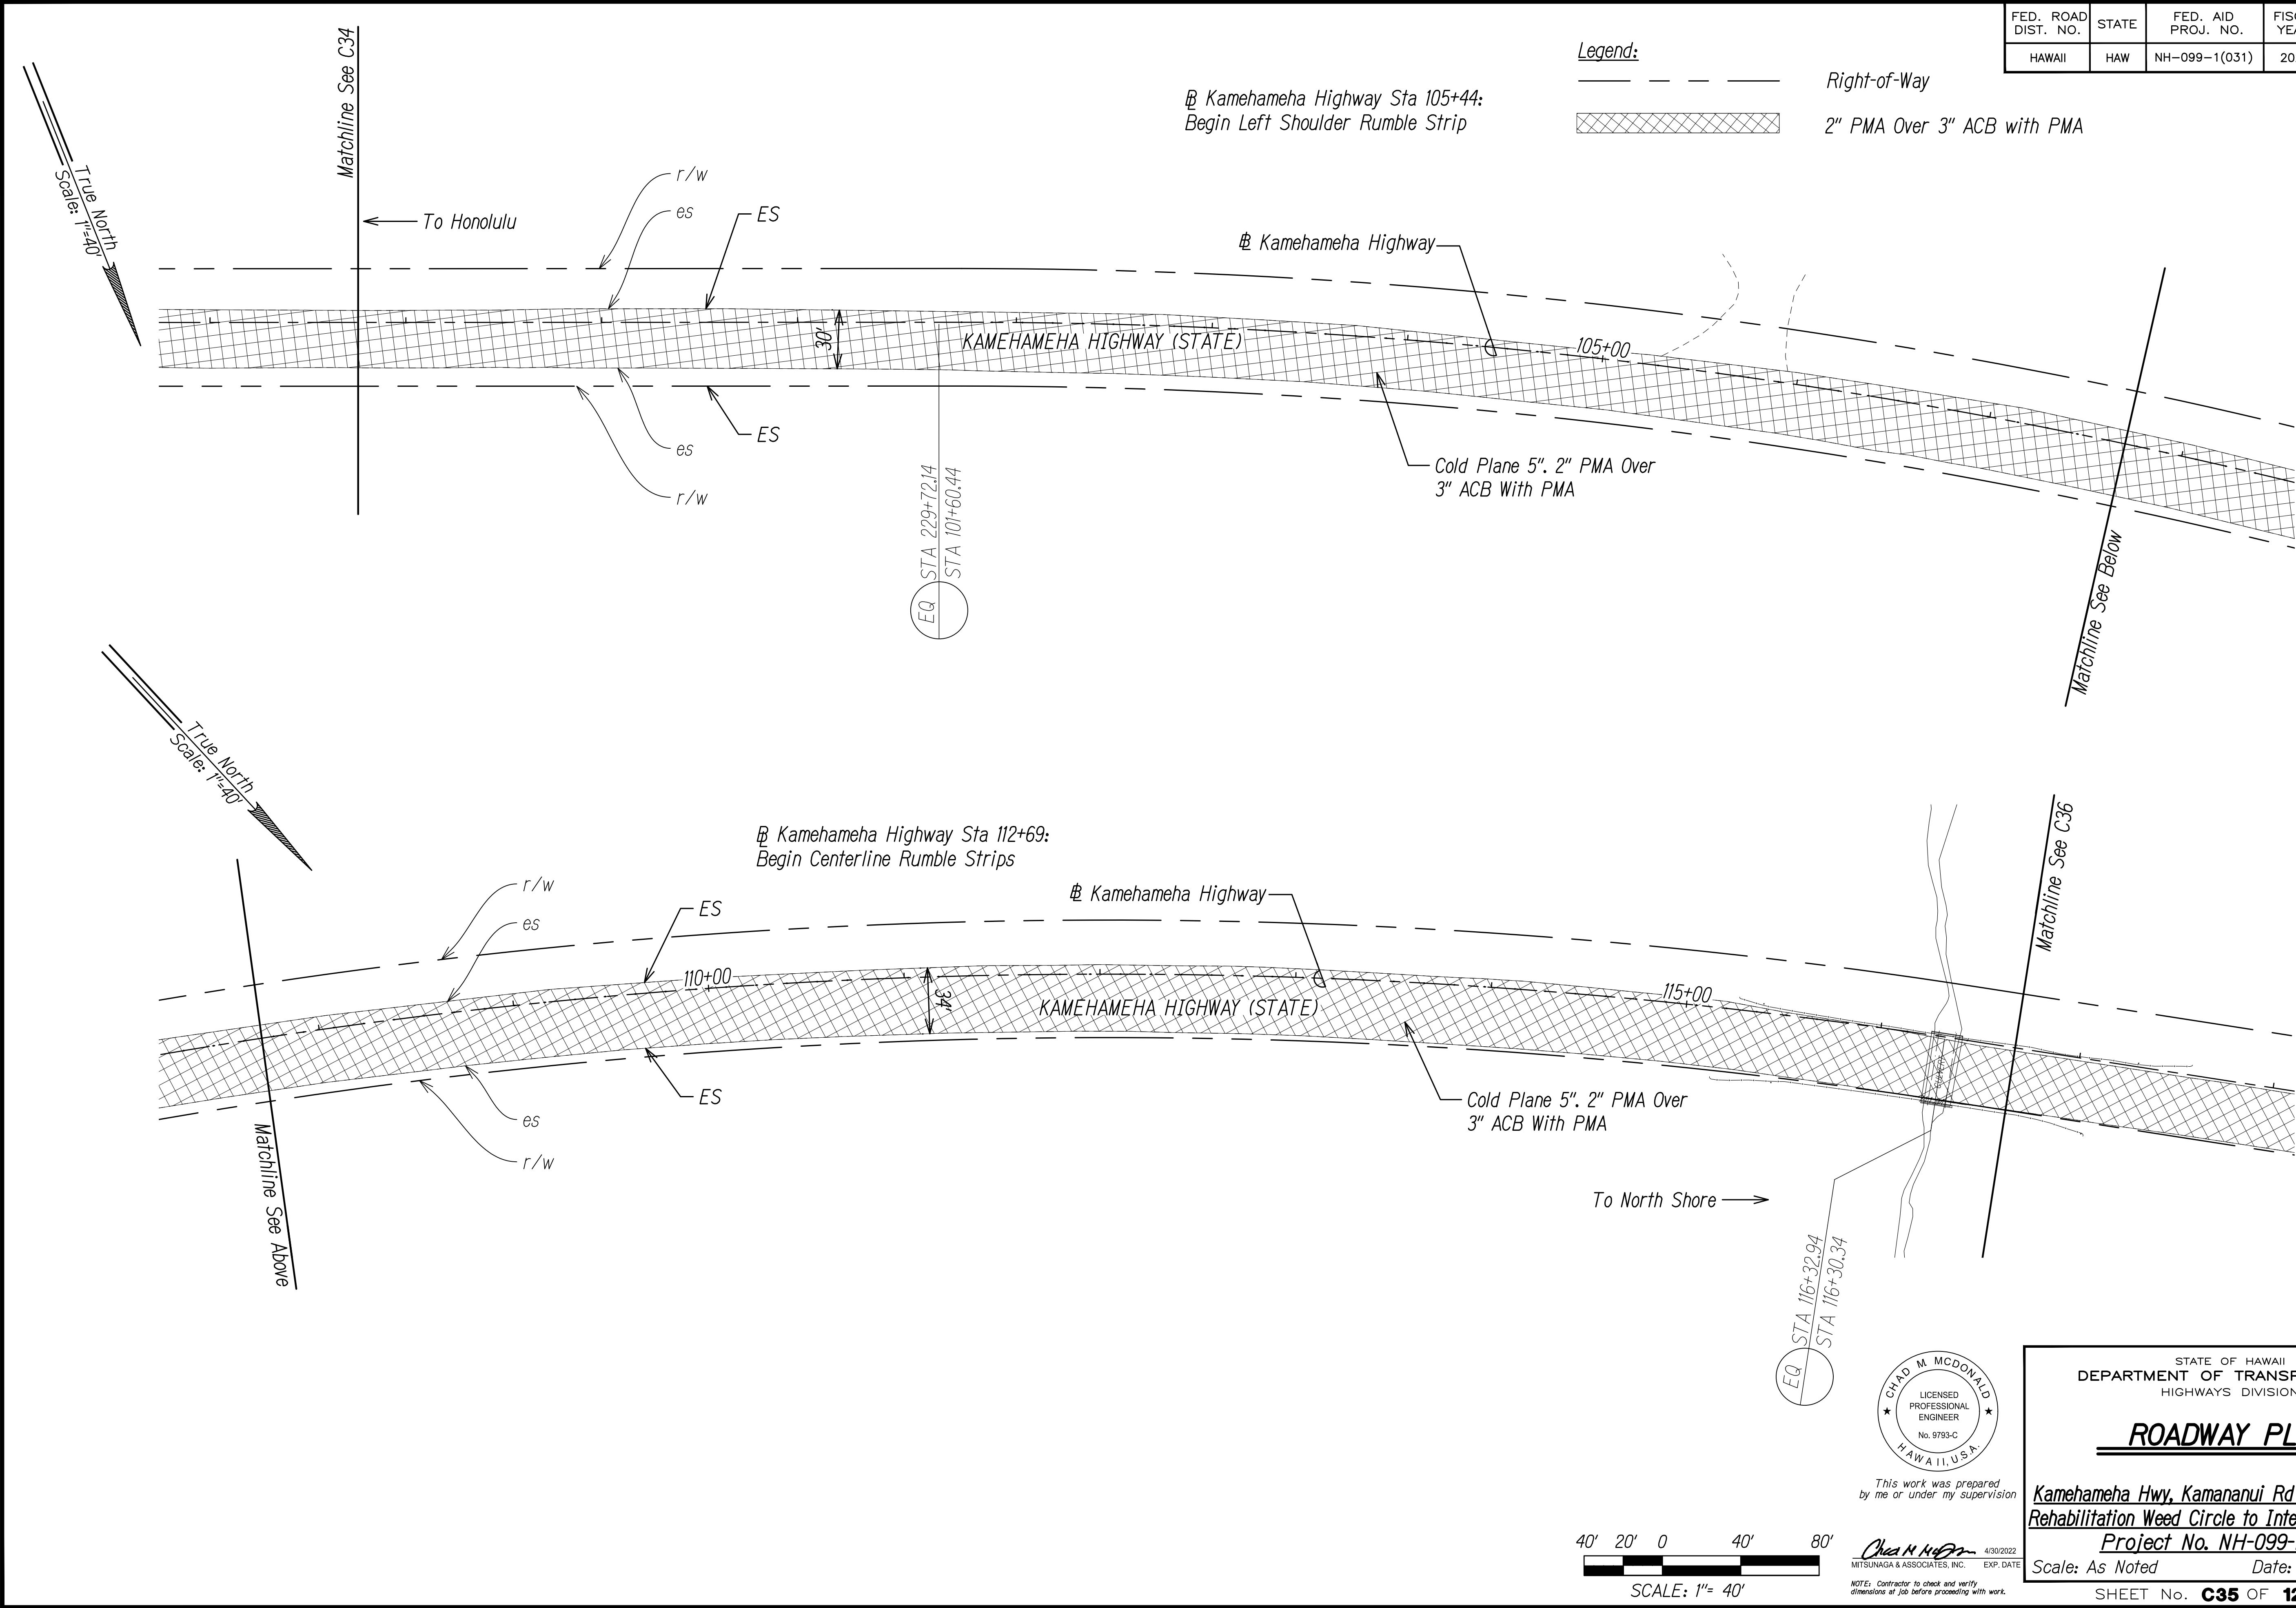 FED. ROAD DIST. NO.
STATE
FED. AID PROJ. NO.
HAWAII
HAW
NH-099-1(031)
20
Legend:
Right-of-Way
2" PMA Over 3" ACB with PMA
℄ Kamehameha Highway Sta 105+44:
Begin Left Shoulder Rumble Strip
Matchline See C34
True North
Scale: 1"=40'
To Honolulu
r/w
es
ES
℄ Kamehameha Highway
30'
KAMEHAMEHA HIGHWAY (STATE)
105+00
es
ES
r/w
Cold Plane 5". 2" PMA Over
3" ACB With PMA
EQ
STA 229+72.14
STA 101+60.44
Matchline See Below
True North
Scale: 1"=40'
℄ Kamehameha Highway Sta 112+69:
Begin Centerline Rumble Strips
Matchline See C36
r/w
es
ES
℄ Kamehameha Highway
110+00
34'
KAMEHAMEHA HIGHWAY (STATE)
115+00
CULVERT
ES
es
r/w
Cold Plane 5". 2" PMA Over
3" ACB With PMA
Matchline See Above
To North Shore
EQ
STA 116+32.94
STA 116+30.34
CHAD M MCDONALD
LICENSED
PROFESSIONAL
ENGINEER
No. 9793-C
HAWAII, U.S.A.
This work was prepared
by me or under my supervision
4/30/2022
MITSUNAGA & ASSOCIATES, INC.
EXP. DATE
NOTE: Contractor to check and verify
dimensions at job before proceeding with work.
40' 20' 0 40' 80'
SCALE: 1"= 40'
STATE OF HAWAII
DEPARTMENT OF
HIGHWAYS DIVISION
ROADWAY
Kamehameha Hwy, Kamananui Rd
Rehabilitation Weed Circle to
Project No. NH-099-
Scale: As Noted
Date:
SHEET No. C35 OF